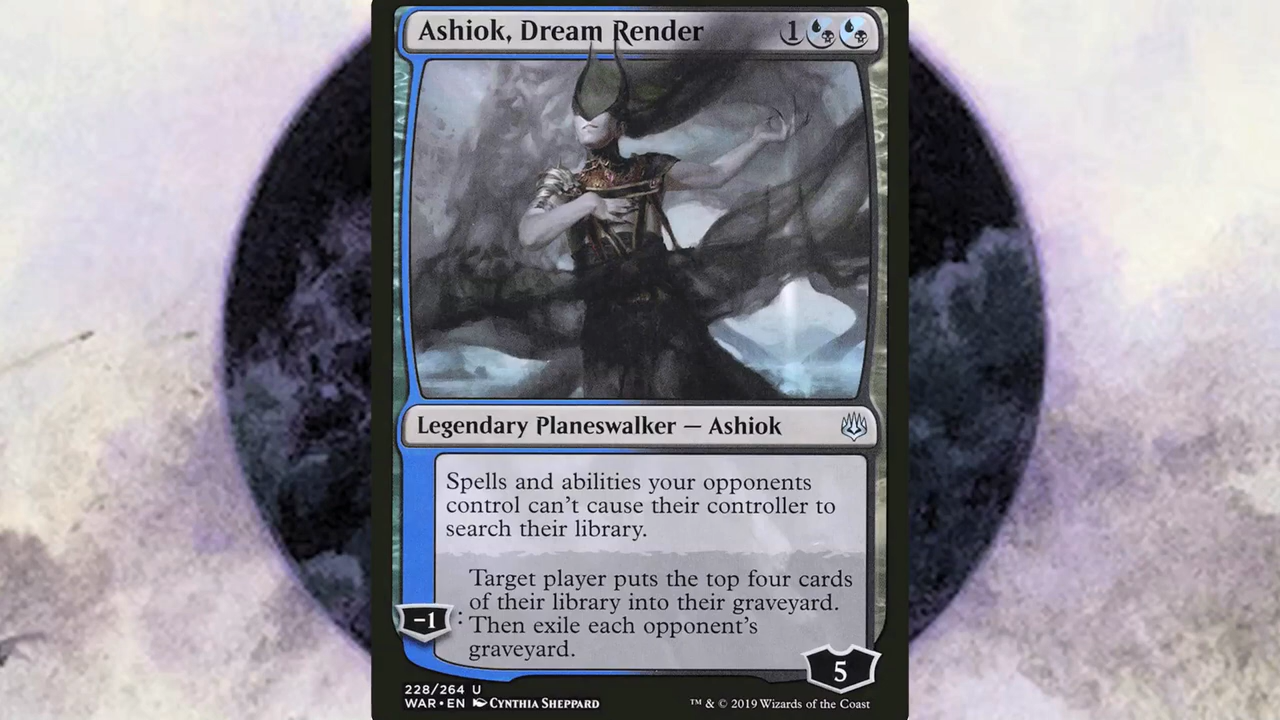 Ashiok, Dream Render
1
Legendary Planeswalker — Ashiok
Spells and abilities your opponents
control can't cause their controller to
search their library.
Target player puts the top four cards
of their library into their graveyard.
−1 : Then exile each opponent's
graveyard.
5
228/264 U
WAR • EN Cynthia Sheppard
™ & © 2019 Wizards of the Coast